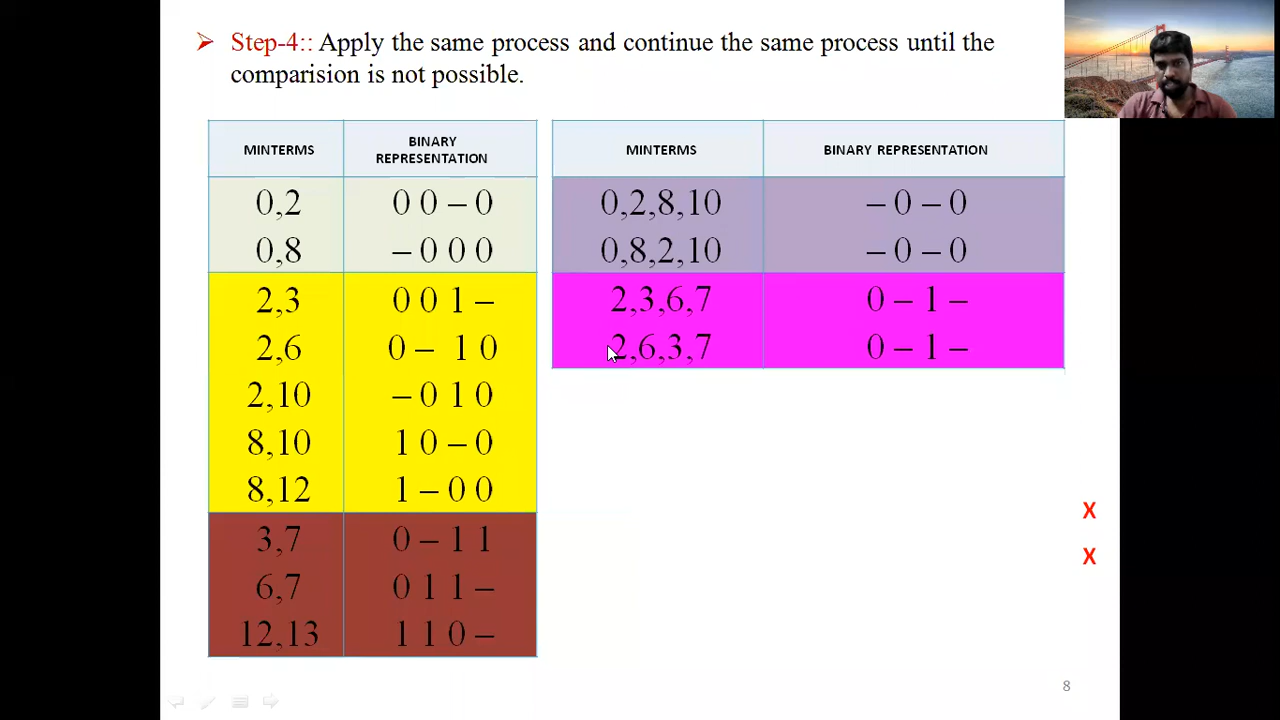 ➢ Step-4:: Apply the same process and continue the same process until the
comparision is not possible.
MINTERMS
BINARY
REPRESENTATION
0,2 0 0 – 0
0,8 – 0 0 0
2,3 0 0 1 –
2,6 0 – 1 0
2,10 – 0 1 0
8,10 1 0 – 0
8,12 1 – 0 0
3,7 0 – 1 1
6,7 0 1 1 –
12,13 1 1 0 –
MINTERMS BINARY REPRESENTATION
0,2,8,10 – 0 – 0
0,8,2,10 – 0 – 0
2,3,6,7 0 – 1 –
2,6,3,7 0 – 1 –
X
X
8